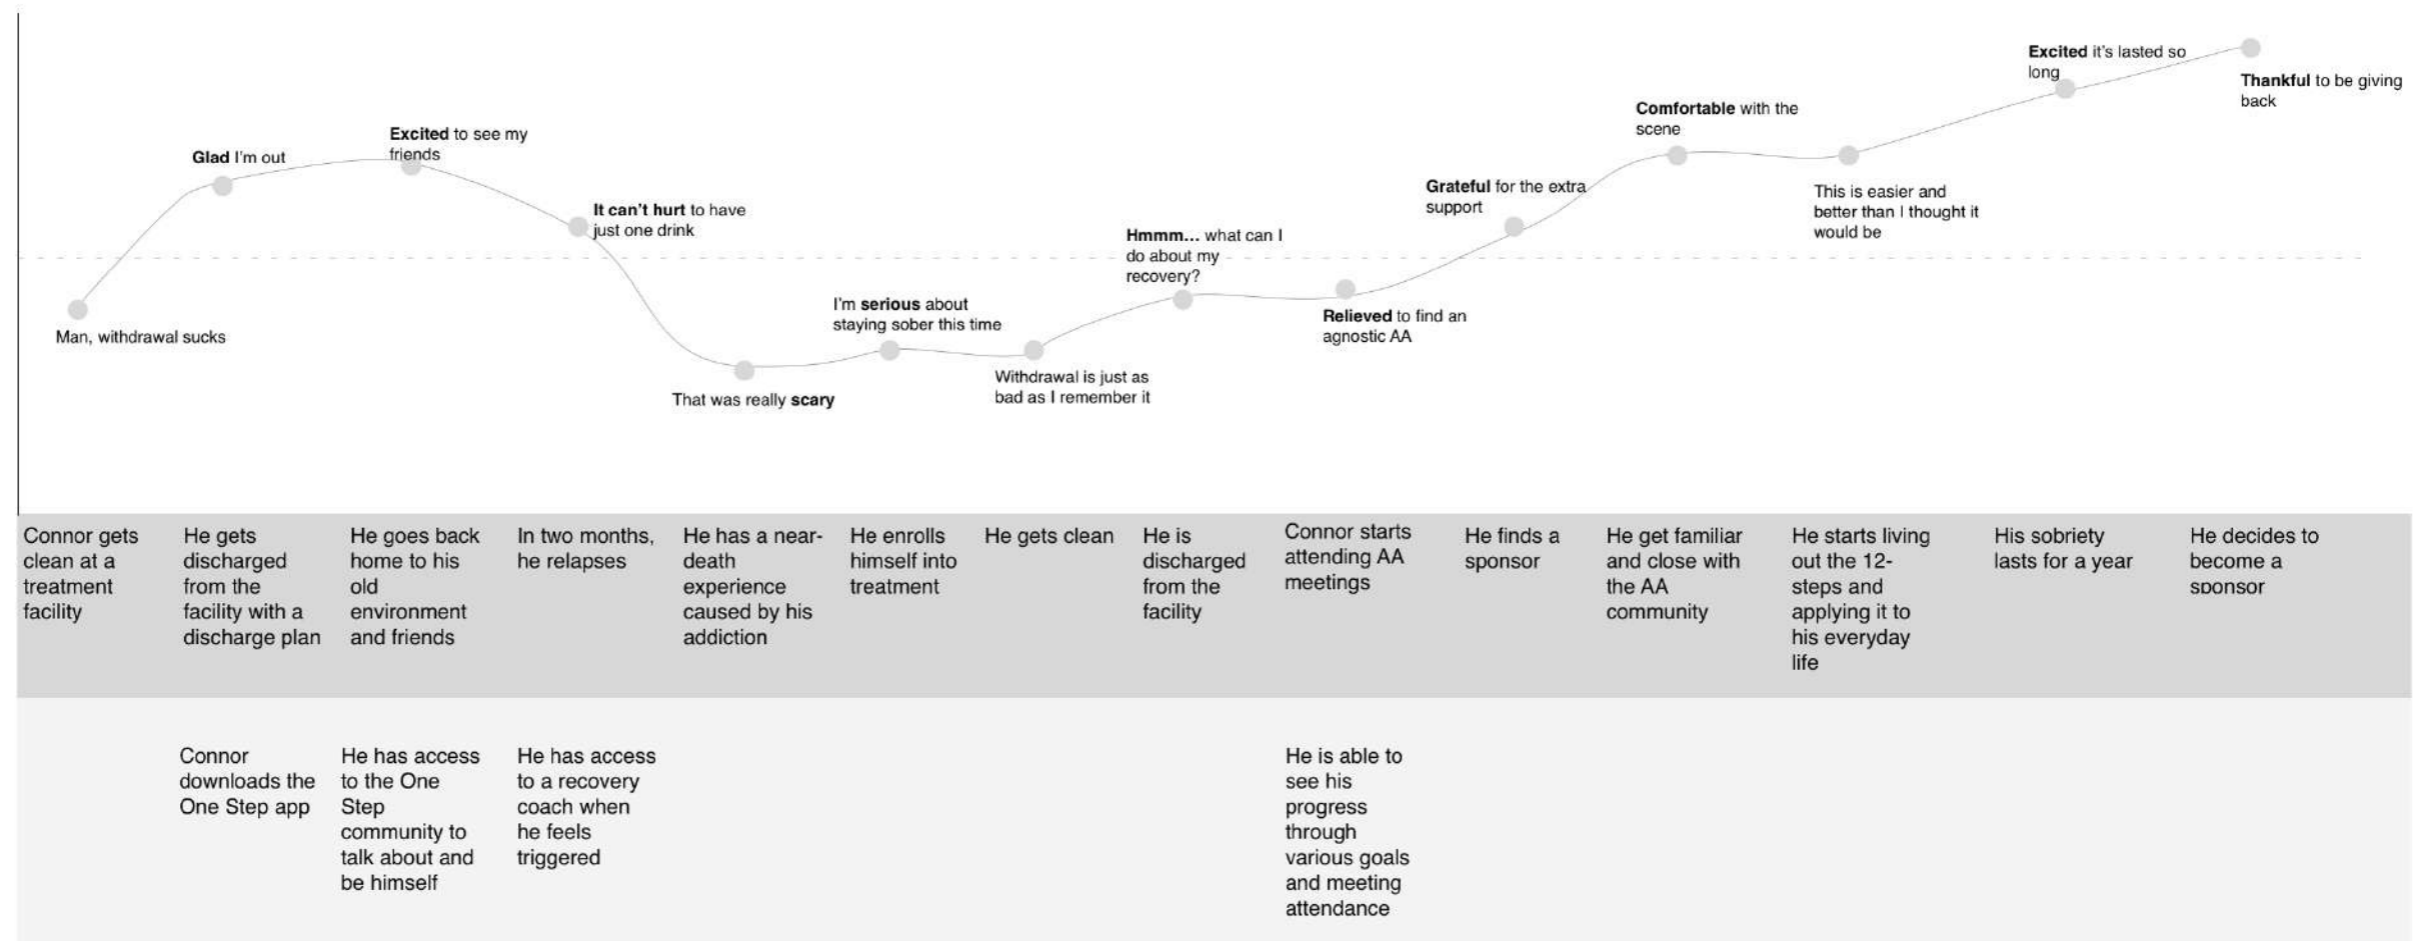 Man, withdrawal sucks
Glad I'm out
Excited to see my
friends
It can't hurt to have
just one drink
That was really scary
I'm serious about
staying sober this time
Withdrawal is just as
bad as I remember it
Hmmm... what can I
do about my
recovery?
Relieved to find an
agnostic AA
Grateful for the extra
support
Comfortable with the
scene
This is easier and
better than I thought it
would be
Excited it's lasted so
long
Thankful to be giving
back
Connor gets
clean at a
treatment
facility
He gets
discharged
from the
facility with a
discharge plan
He goes back
home to his
old
environment
and friends
In two months,
he relapses
He has a near-
death
experience
caused by his
addiction
He enrolls
himself into
treatment
He gets clean
He is
discharged
from the
facility
Connor starts
attending AA
meetings
He finds a
sponsor
He get familiar
and close with
the AA
community
He starts living
out the 12-
steps and
applying it to
his everyday
life
His sobriety
lasts for a year
He decides to
become a
sponsor
Connor
downloads the
One Step app
He has access
to the One
Step
community to
talk about and
be himself
He has access
to a recovery
coach when
he feels
triggered
He is able to
see his
progress
through
various goals
and meeting
attendance